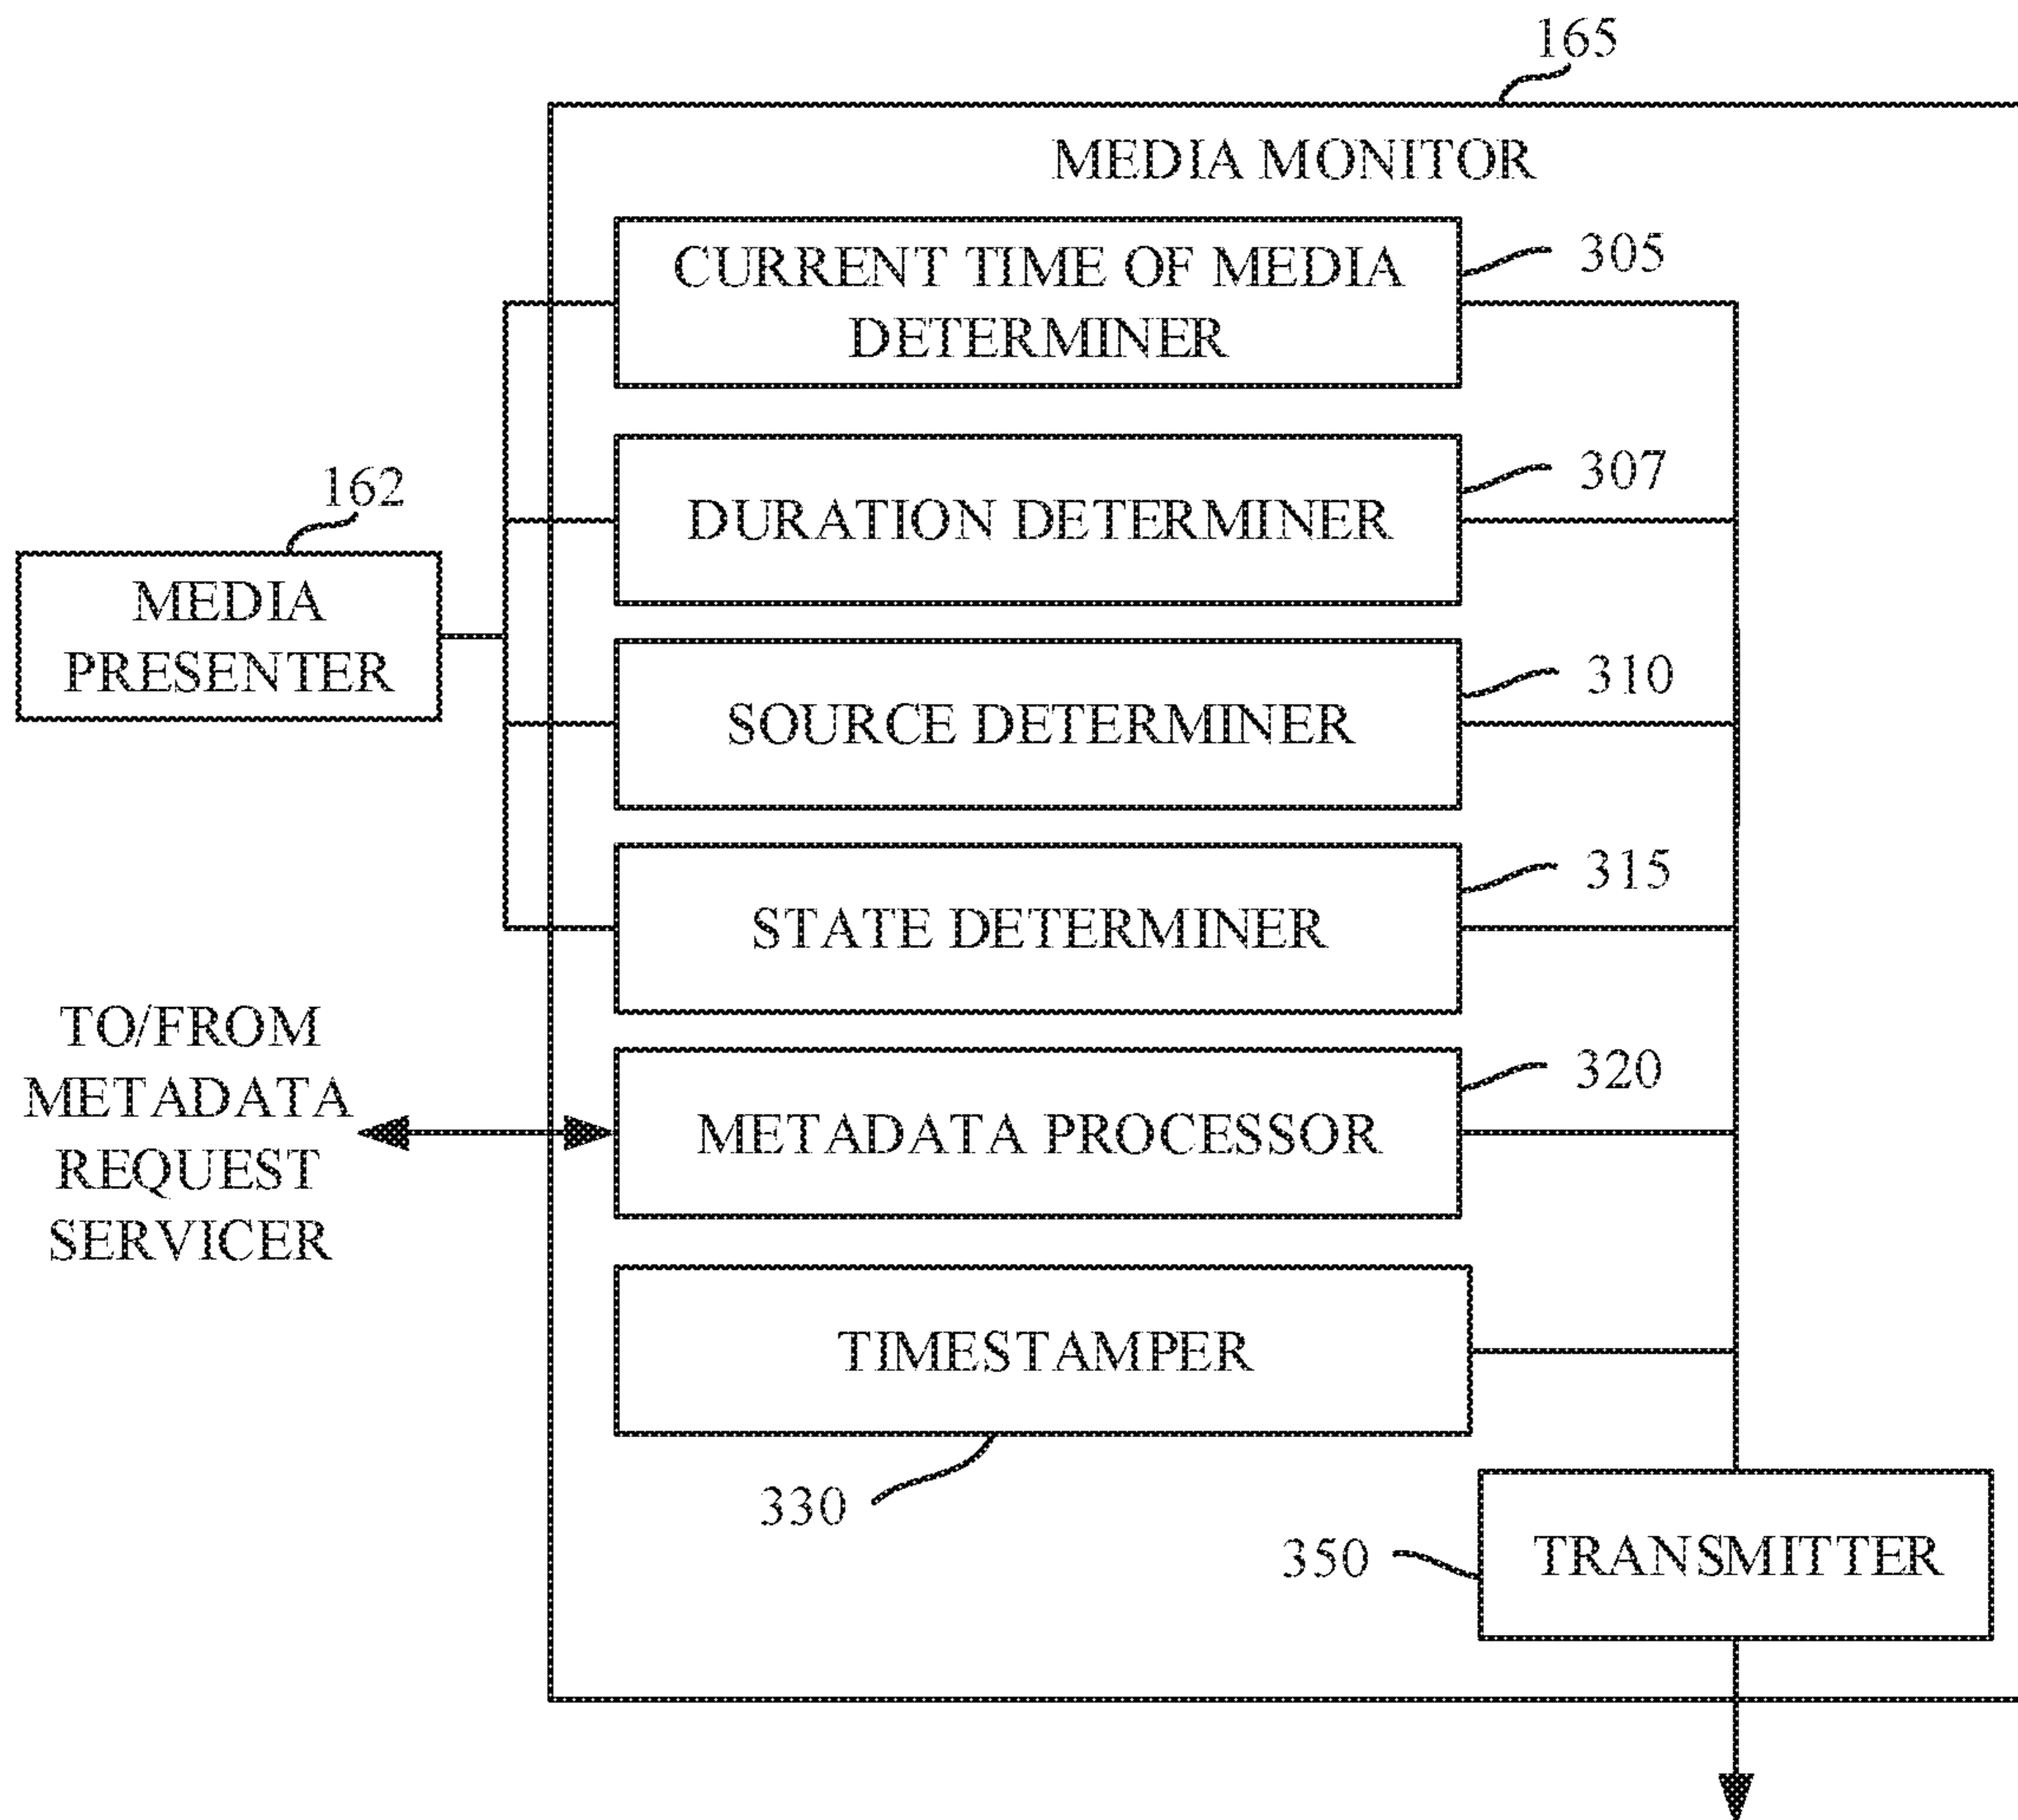 165
MEDIA MONITOR
CURRENT TIME OF MEDIA
DETERMINER
305
DURATION DETERMINER
307
162
MEDIA
PRESENTER
SOURCE DETERMINER
310
STATE DETERMINER
315
TO/FROM
METADATA
REQUEST
SERVICER
METADATA PROCESSOR
320
TIMESTAMPER
330
350
TRANSMITTER